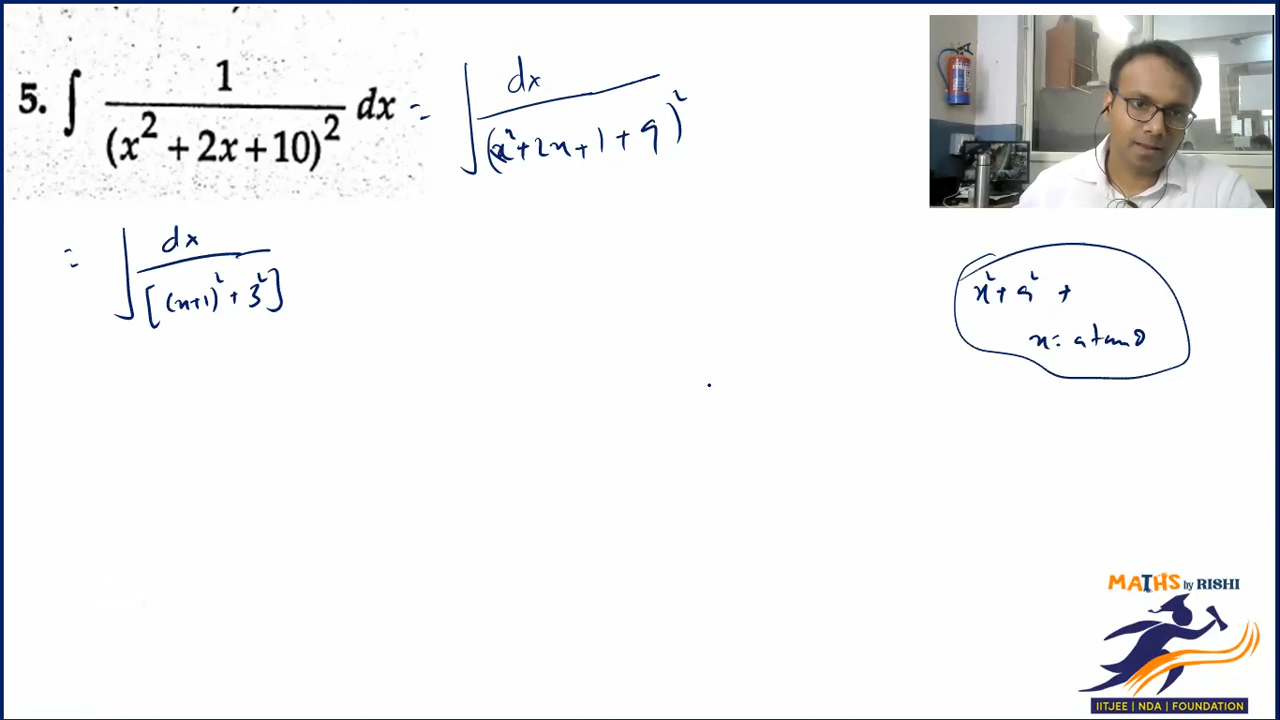 5. ∫ 1/(x² + 2x + 10)² dx = ∫ dx/(x² + 2x + 1 + 9)²
= ∫ dx/[(x+1)² + 3²]
x² + a² +
x = a tan θ
MATHS by RISHI
IITJEE | NDA | FOUNDATION